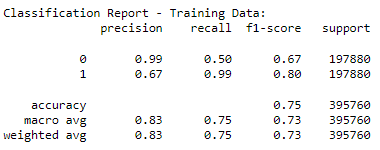 Classification Report - Training Data:
precision recall f1-score support
0 0.99 0.50 0.67 197880
1 0.67 0.99 0.80 197880
accuracy 0.75 395760
macro avg 0.83 0.75 0.73 395760
weighted avg 0.83 0.75 0.73 395760